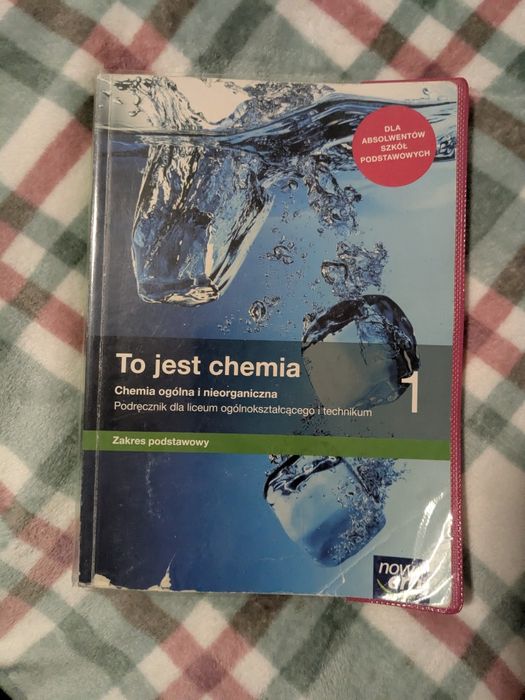 DLA
ABSOLWENTÓW
SZKÓŁ
PODSTAWOWYCH
To jest chemia
1
Chemia ogólna i nieorganiczna
Podręcznik dla liceum ogólnokształcącego i technikum
Zakres podstawowy
nowa
era